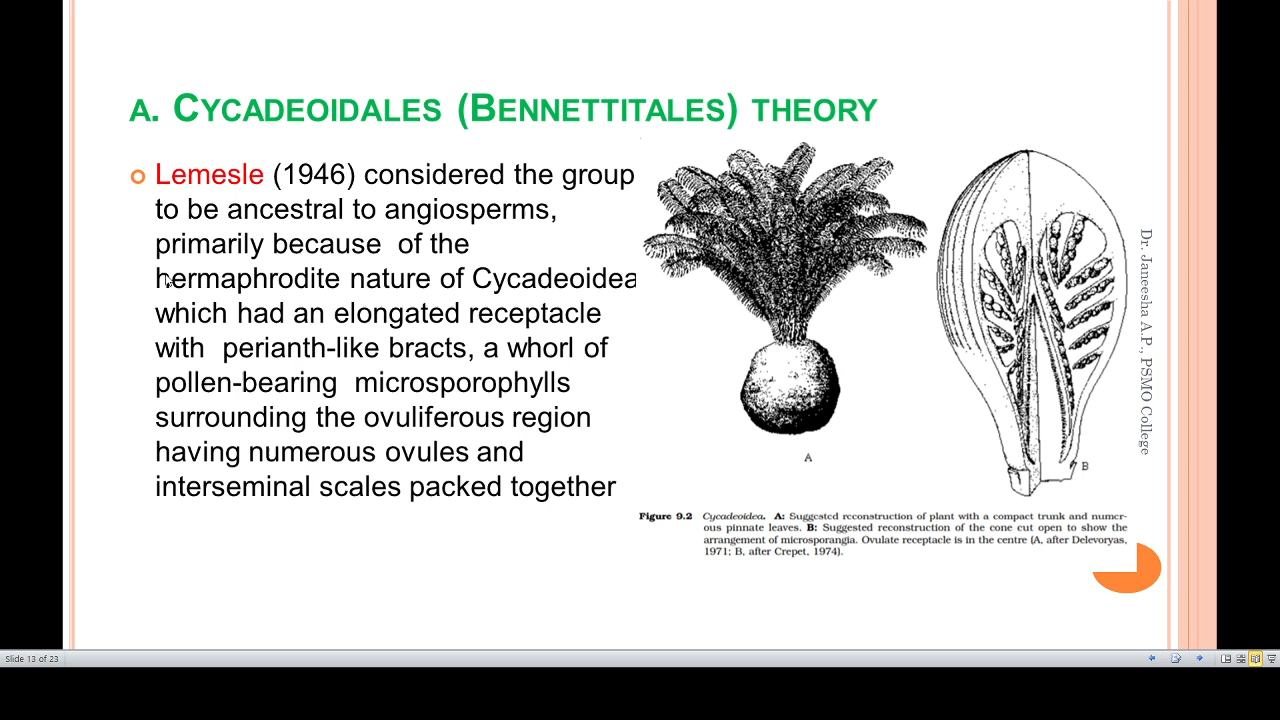 A. CYCADEOIDALES (BENNETTITALES) THEORY
Lemesle (1946) considered the group
to be ancestral to angiosperms,
primarily because of the
hermaphrodite nature of Cycadeoidea
which had an elongated receptacle
with perianth-like bracts, a whorl of
pollen-bearing microsporophylls
surrounding the ovuliferous region
having numerous ovules and
interseminal scales packed together
A
B
Figure 9.2 Cycadeoidea. A: Suggested reconstruction of plant with a compact trunk and numer-
ous pinnate leaves. B: Suggested reconstruction of the cone cut open to show the
arrangement of microsporangia. Ovulate receptacle is in the centre (A, after Delevoryas,
1971; B, after Crepet, 1974).
Dr. Janeesha A.P., PSMO College
Slide 13 of 23